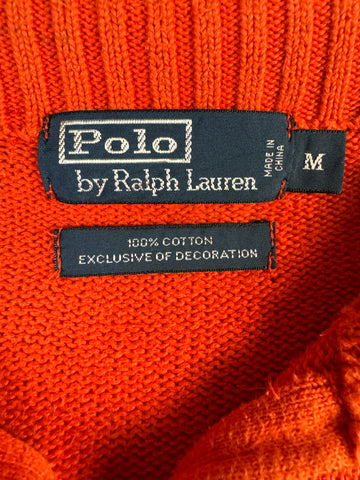 Polo
by Ralph Lauren
MADE IN
CHINA
M
100% COTTON
EXCLUSIVE OF DECORATION